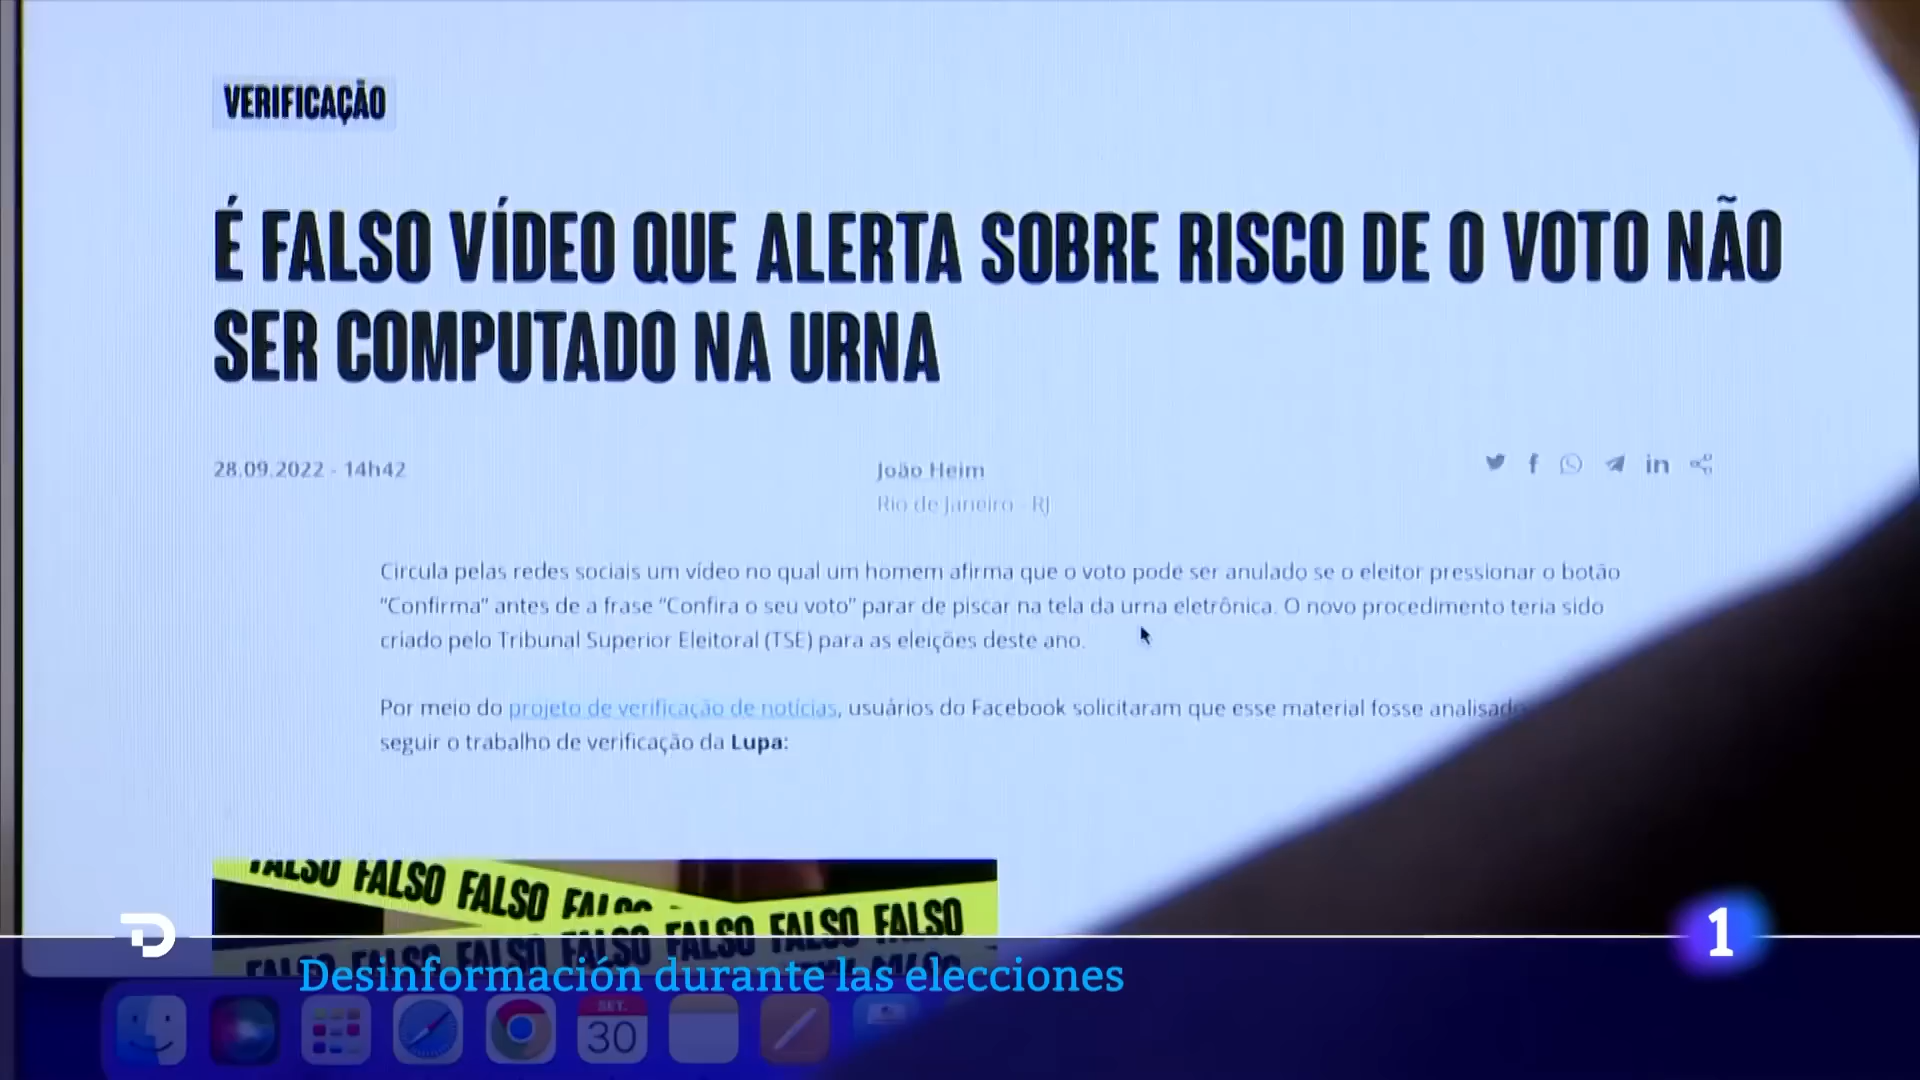 VERIFICAÇÃO
É FALSO VÍDEO QUE ALERTA SOBRE RISCO DE O VOTO NÃO
SER COMPUTADO NA URNA
28.09.2022 - 14h42
João Heim
Rio de Janeiro - RJ
in
Circula pelas redes sociais um vídeo no qual um homem afirma que o voto pode ser anulado se o eleitor pressionar o botão
“Confirma” antes de a frase “Confira o seu voto” parar de piscar na tela da urna eletrônica. O novo procedimento teria sido
criado pelo Tribunal Superior Eleitoral (TSE) para as eleições deste ano.
Por meio do projeto de verificação de notícias, usuários do Facebook solicitaram que esse material fosse analisado
seguir o trabalho de verificação da Lupa:
FALSO FALSO FALSO
FALSO FALSO FALSO FALSO FALSO
1
Desinformación durante las elecciones
SET.
30